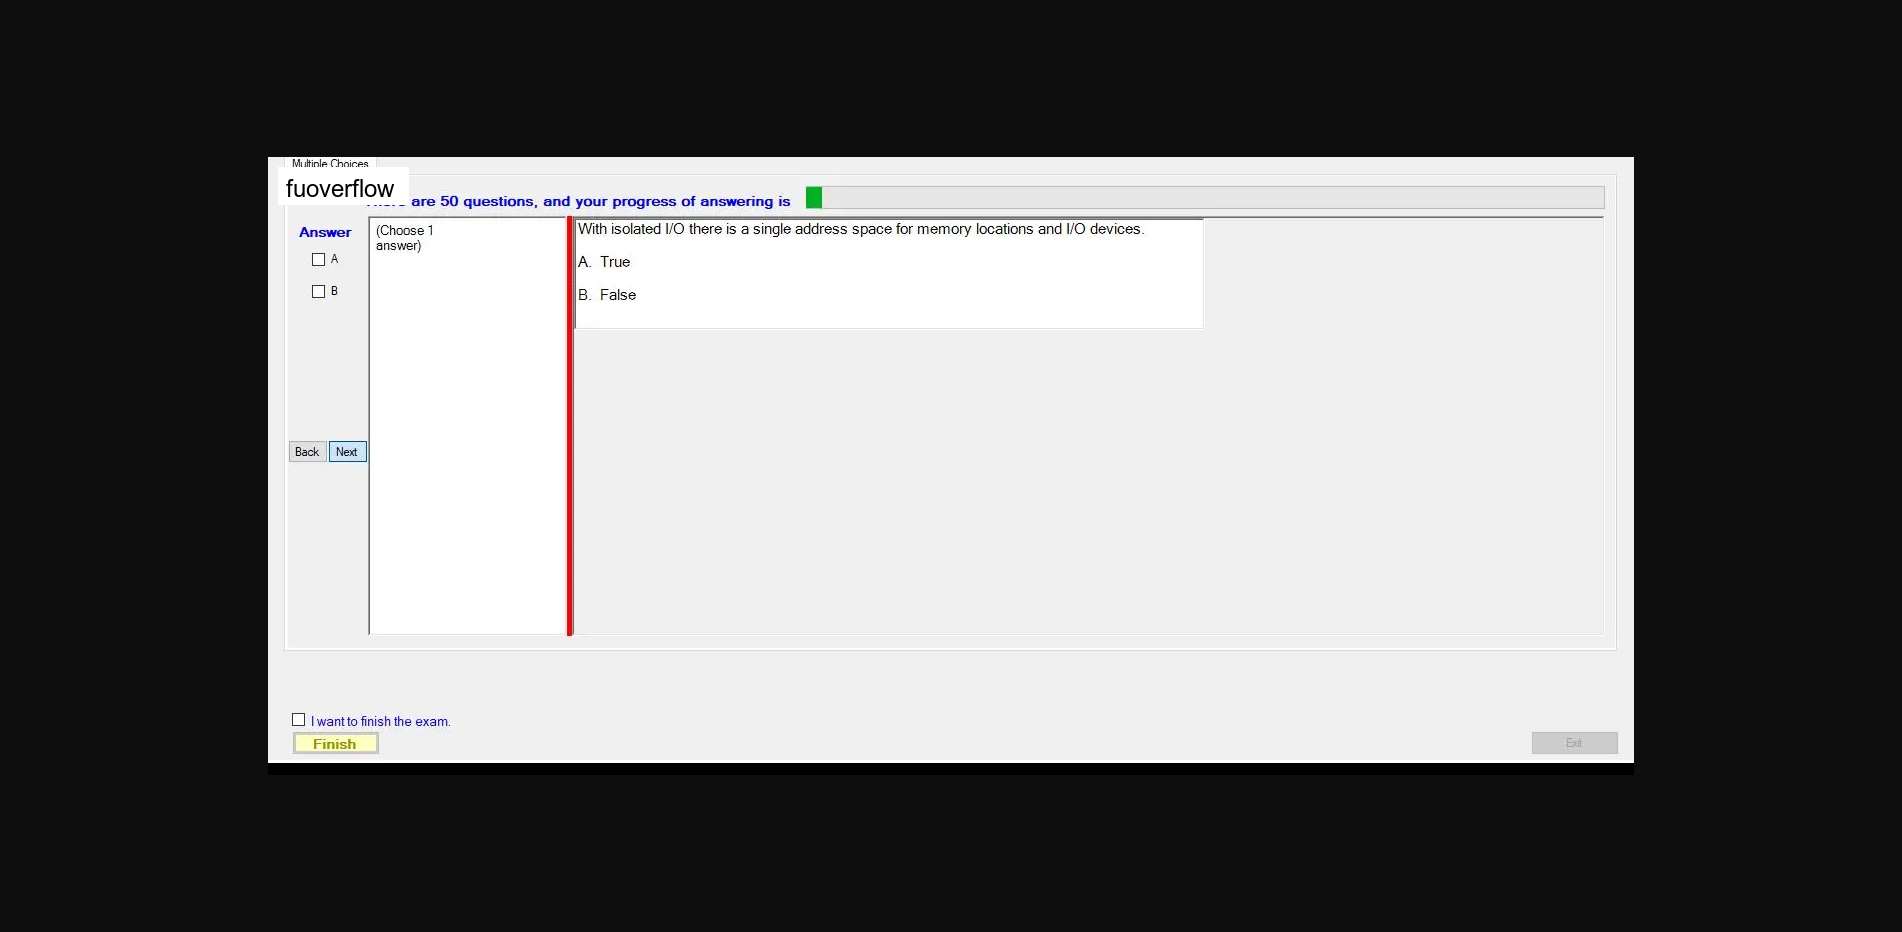 Multiple Choices
fuoverflow
are 50 questions, and your progress of answering is
Answer
(Choose 1
answer)
A
B
With isolated I/O there is a single address space for memory locations and I/O devices.
A. True
B. False
Back
Next
I want to finish the exam.
Finish
Exit